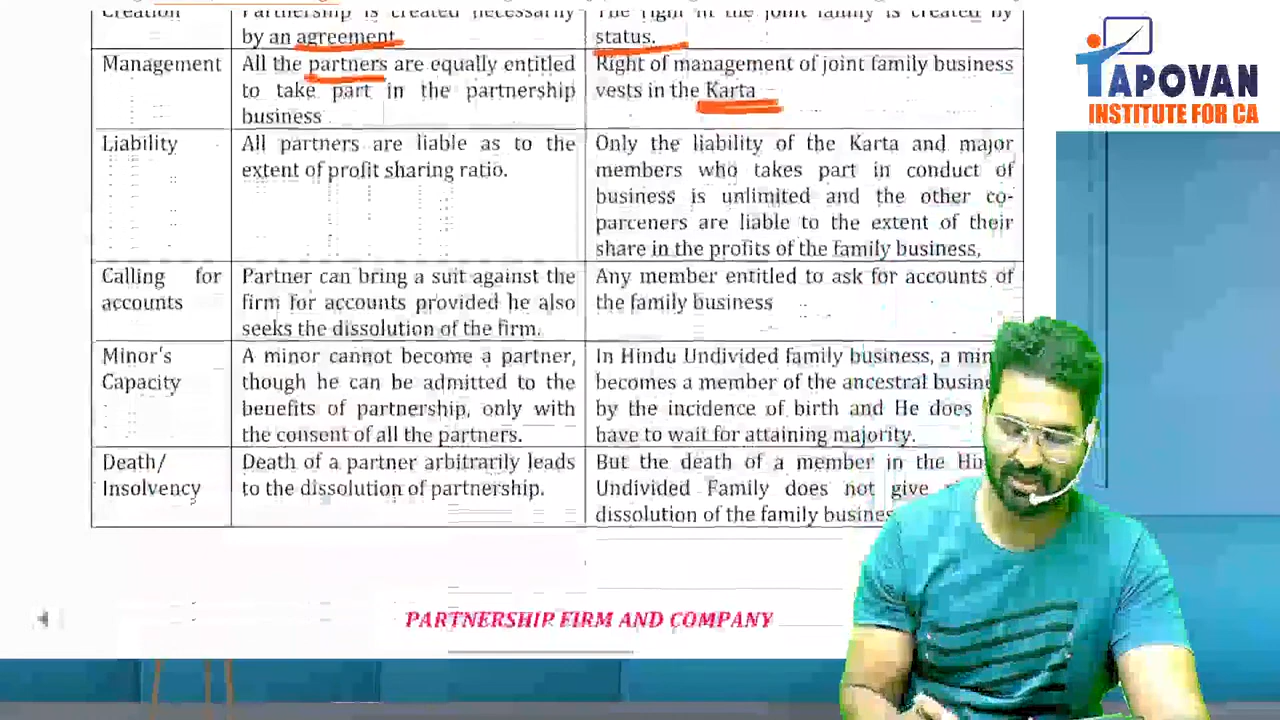 Creation Partnership is created necessarily The right in the joint family is created by
by an agreement status.
Management All the partners are equally entitled Right of management of joint family business
to take part in the partnership vests in the Karta
business
Liability All partners are liable as to the Only the liability of the Karta and major
extent of profit sharing ratio. members who takes part in conduct of
business is unlimited and the other co-
parceners are liable to the extent of their
share in the profits of the family business,
Calling for Partner can bring a suit against the Any member entitled to ask for accounts of
accounts firm for accounts provided he also the family business
seeks the dissolution of the firm.
Minor's A minor cannot become a partner, In Hindu Undivided family business, a min
Capacity though he can be admitted to the becomes a member of the ancestral busin
benefits of partnership, only with by the incidence of birth and He does
the consent of all the partners. have to wait for attaining majority.
Death/ Death of a partner arbitrarily leads But the death of a member in the Hin
Insolvency to the dissolution of partnership. Undivided Family does not give
dissolution of the family busines
PARTNERSHIP FIRM AND COMPANY
TAPOVAN
INSTITUTE FOR CA